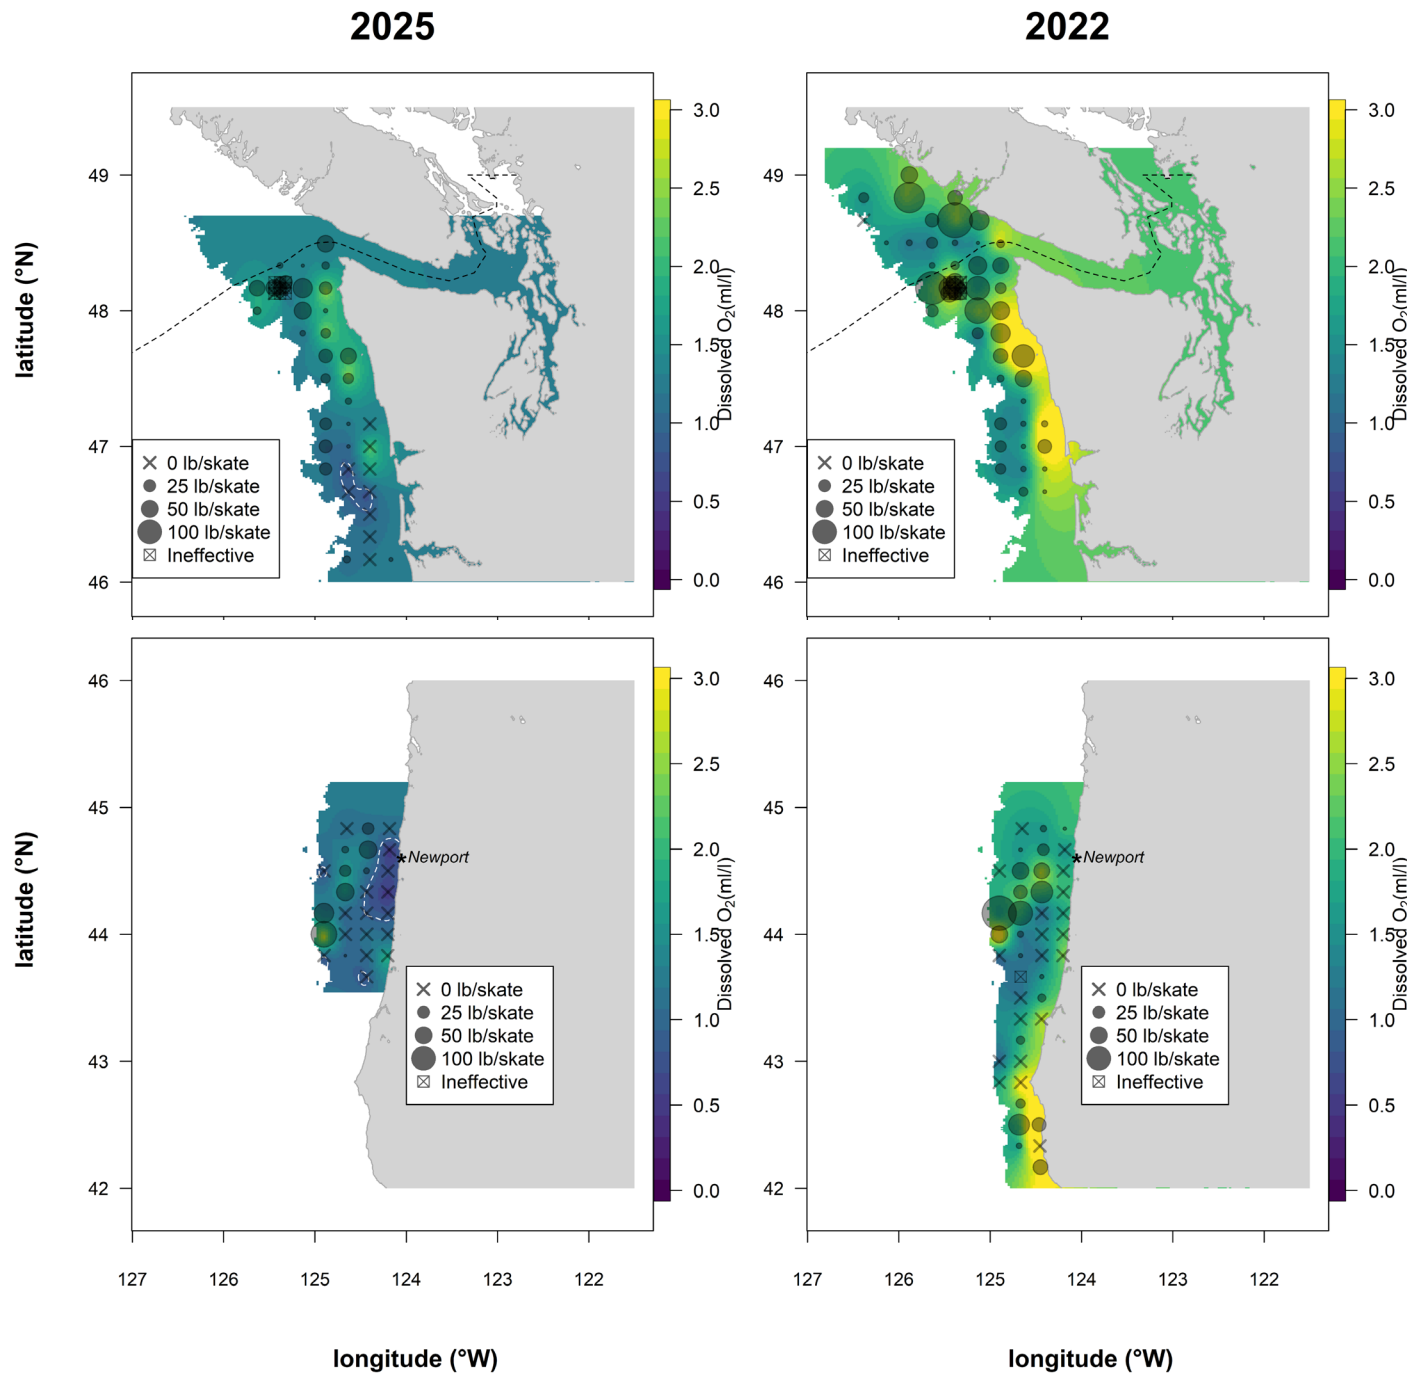 2025
2022
latitude (°N)
49
48
47
46
0 lb/skate
25 lb/skate
50 lb/skate
100 lb/skate
Ineffective
3.0
2.5
2.0
1.5
1.0
0.5
0.0
Dissolved O2(ml/l)
49
48
47
46
0 lb/skate
25 lb/skate
50 lb/skate
100 lb/skate
Ineffective
3.0
2.5
2.0
1.5
1.0
0.5
0.0
Dissolved O2(ml/l)
latitude (°N)
46
45
44
43
42
*Newport
0 lb/skate
25 lb/skate
50 lb/skate
100 lb/skate
Ineffective
3.0
2.5
2.0
1.5
1.0
0.5
0.0
Dissolved O2(ml/l)
127 126 125 124 123 122
longitude (°W)
46
45
44
43
42
*Newport
0 lb/skate
25 lb/skate
50 lb/skate
100 lb/skate
Ineffective
3.0
2.5
2.0
1.5
1.0
0.5
0.0
Dissolved O2(ml/l)
127 126 125 124 123 122
longitude (°W)